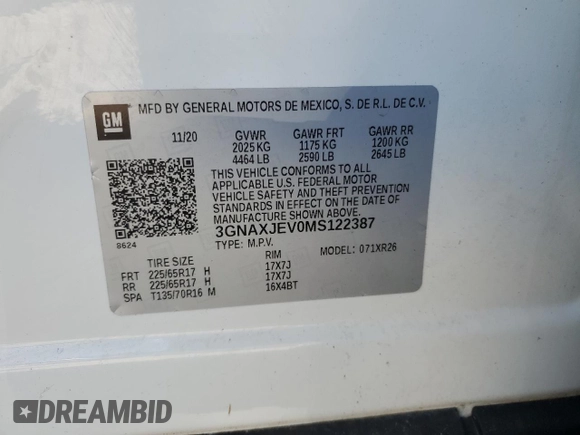 GM
MFD BY GENERAL MOTORS DE MEXICO, S. DE R.L. DE C.V.
11/20 GVWR GAWR FRT GAWR RR
2025 KG 1175 KG 1200 KG
4464 LB 2590 LB 2645 LB
THIS VEHICLE CONFORMS TO ALL
APPLICABLE U.S. FEDERAL MOTOR
VEHICLE SAFETY AND THEFT PREVENTION
STANDARDS IN EFFECT ON THE DATE OF
MANUFACTURE SHOWN ABOVE.
8624
3GNAXJEV0MS122387
TYPE: M.P.V. MODEL: 071XR26
TIRE SIZE RIM
FRT 225/65R17 H 17X7J
RR 225/65R17 H 17X7J
SPA T135/70R16 M 16X4BT
DREAMBID